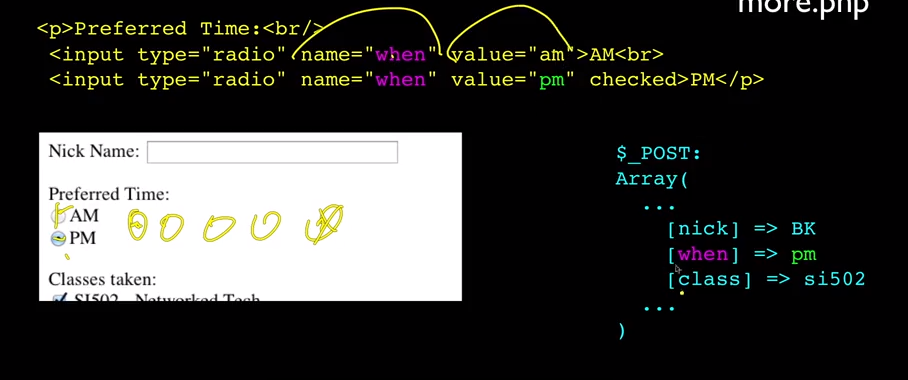 more.php
<p>Preferred Time:<br/>
<input type="radio" name="when" value="am">AM<br>
<input type="radio" name="when" value="pm" checked>PM</p>
Nick Name:
Preferred Time:
AM
PM
Classes taken:
SI502 - Networked Tech
$_POST:
Array(
...
[nick] => BK
[when] => pm
[class] => si502
...
)